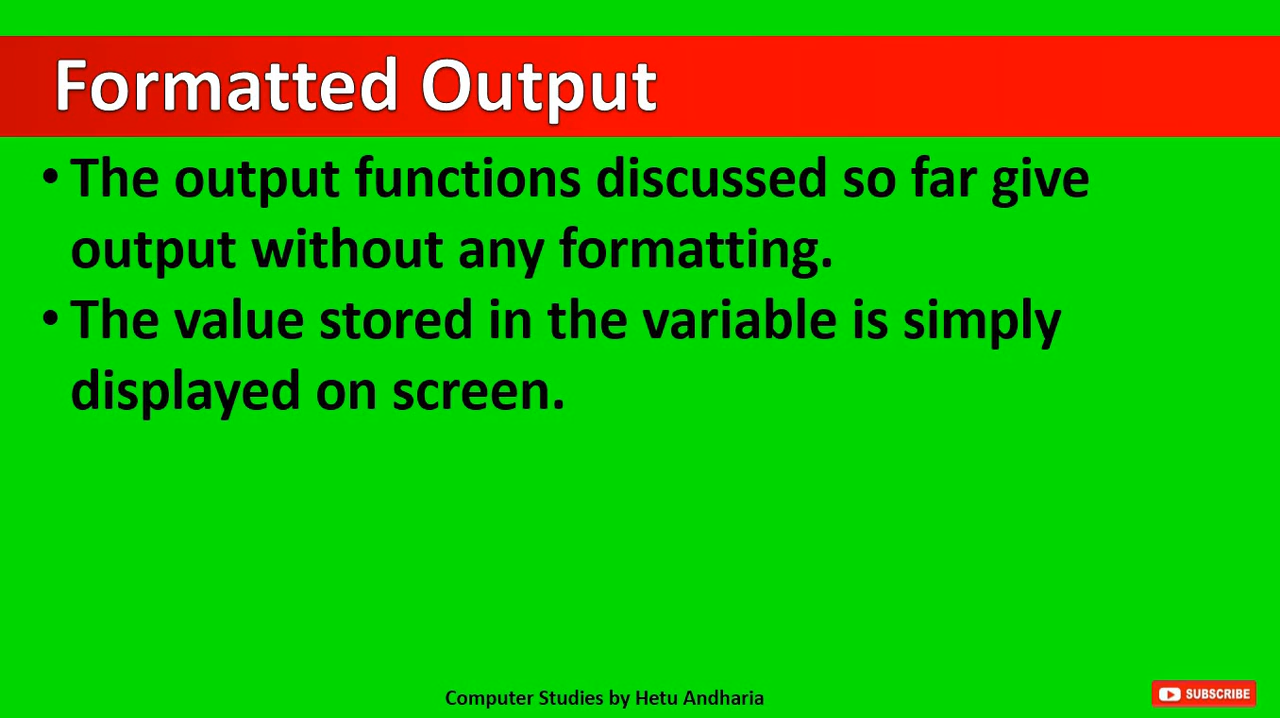 Formatted Output
• The output functions discussed so far give
output without any formatting.
• The value stored in the variable is simply
displayed on screen.
Computer Studies by Hetu Andharia
SUBSCRIBE